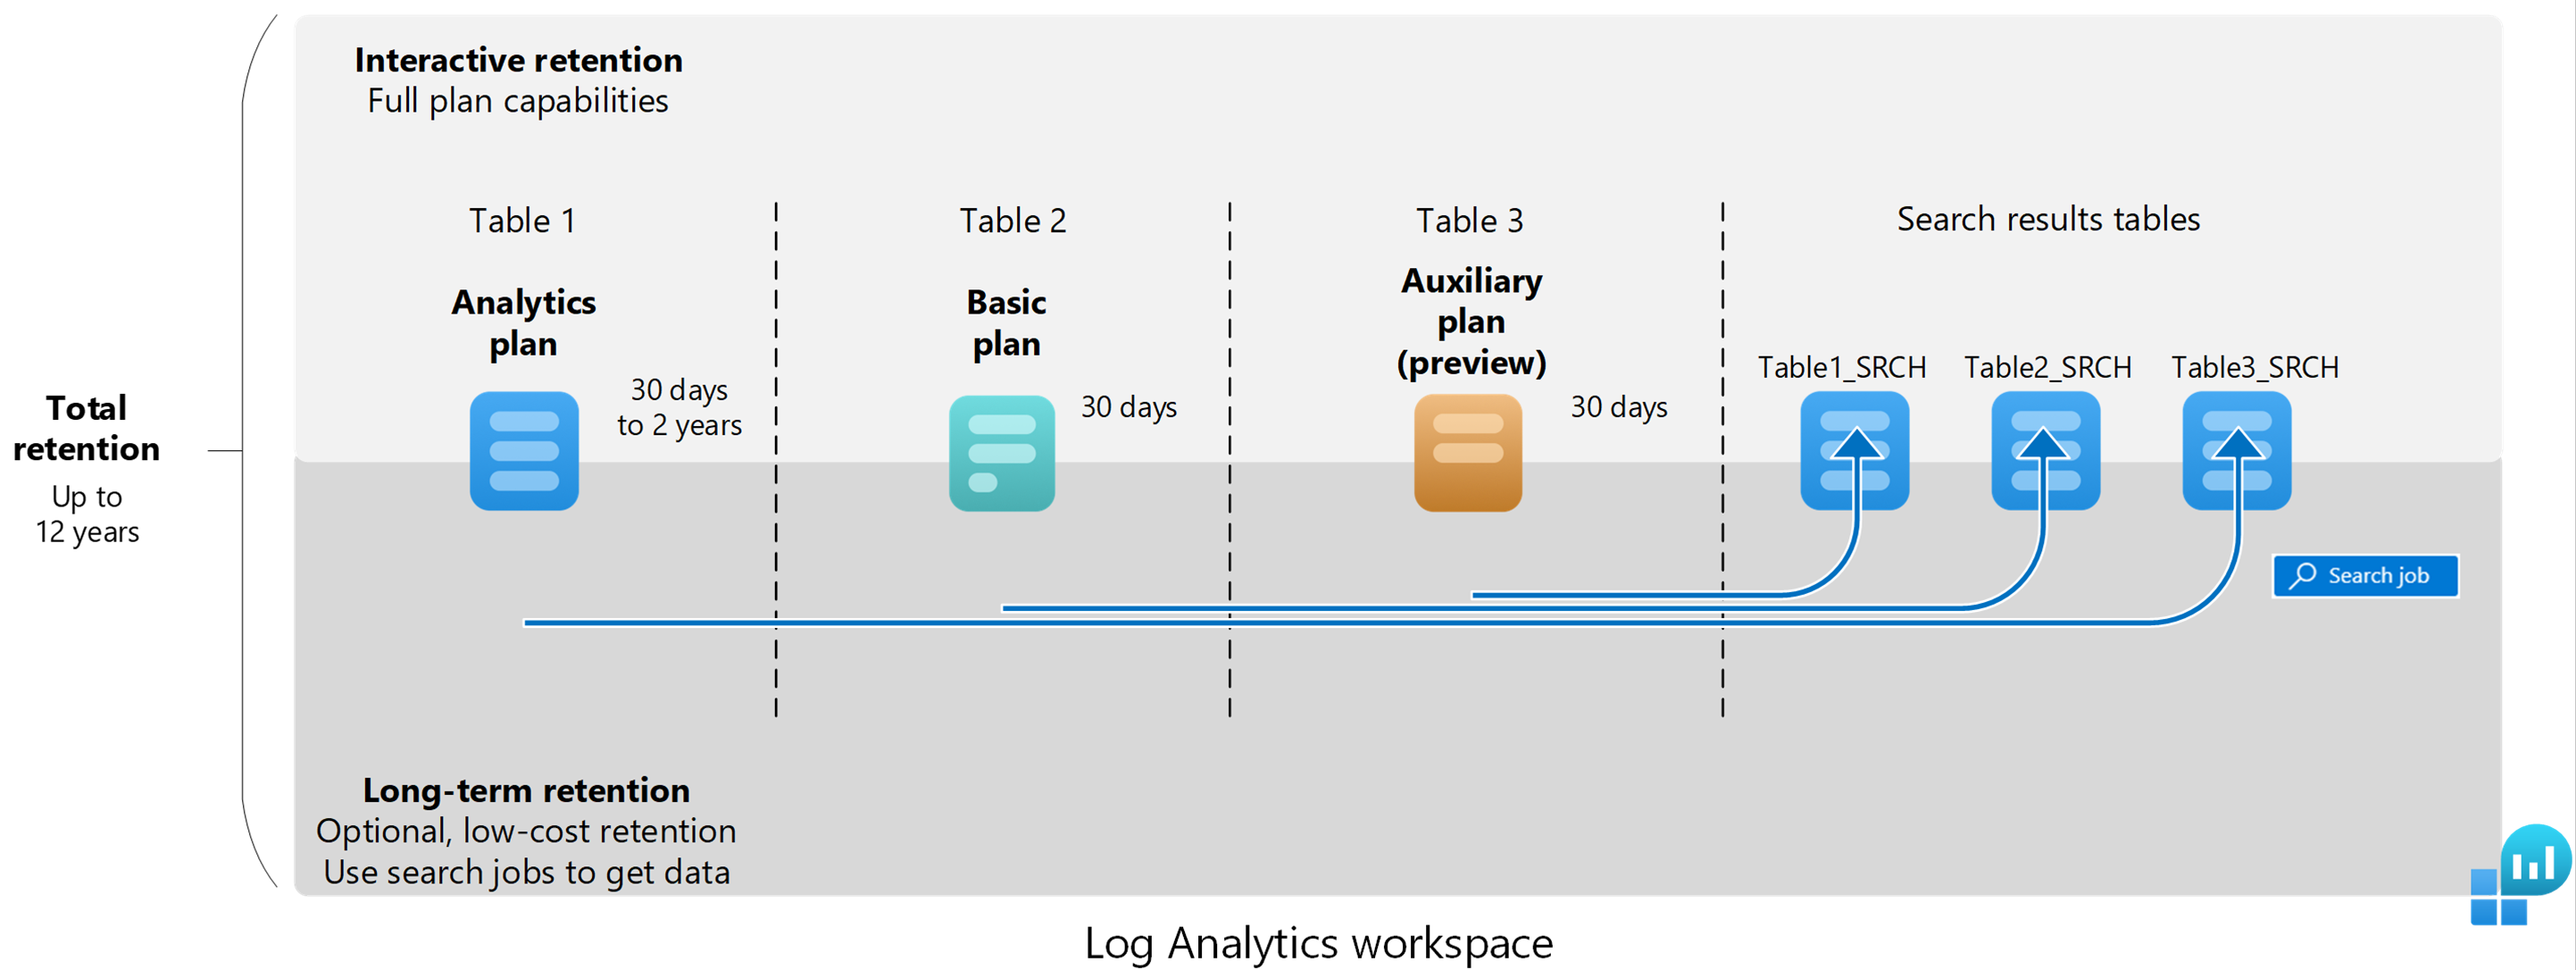 Interactive retention
Full plan capabilities
Table 1
Table 2
Table 3
Search results tables
Analytics
plan
Basic
plan
Auxiliary
plan
(preview)
30 days
to 2 years
30 days
30 days
Table1_SRCH
Table2_SRCH
Table3_SRCH
Total
retention
Up to
12 years
Search job
Long-term retention
Optional, low-cost retention
Use search jobs to get data
Log Analytics workspace